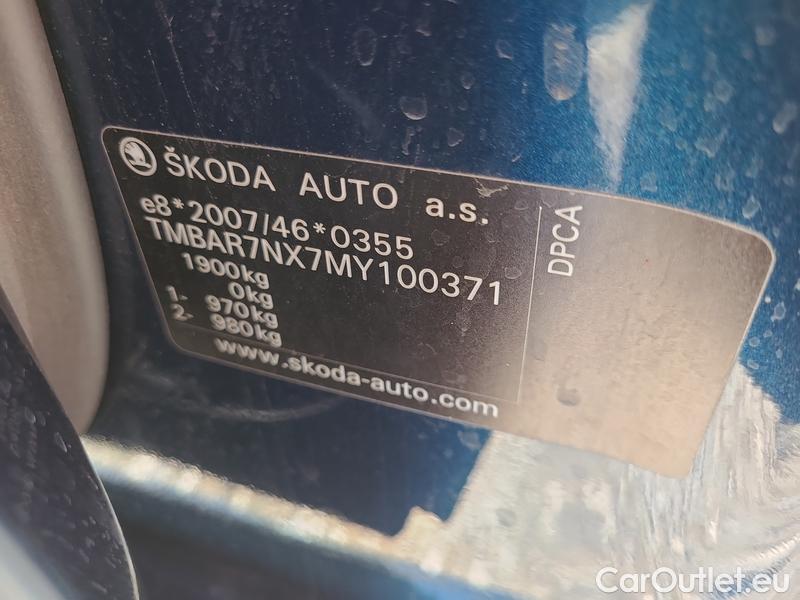 ŠKODA AUTO a.s.
e8*2007/46*0355
TMBAR7NX7MY100371
1900kg
0kg
1.- 970kg
2.- 980kg
www.skoda-auto.com
DPCA
CarOutlet.eu